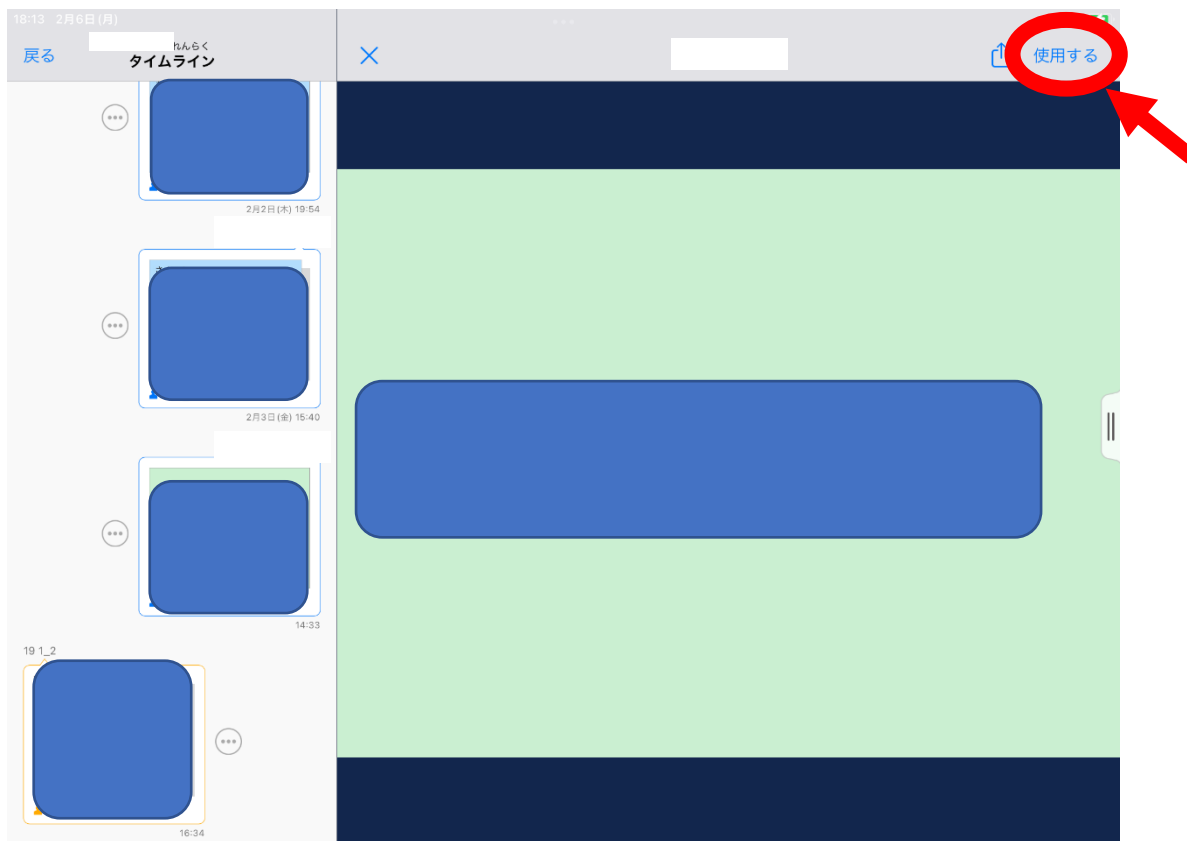 18:13 2月6日(月)
戻る
れんらく
タイムライン
使用する
2月2日(木) 19:54
2月3日(金) 15:40
14:33
19 1_2
16:34